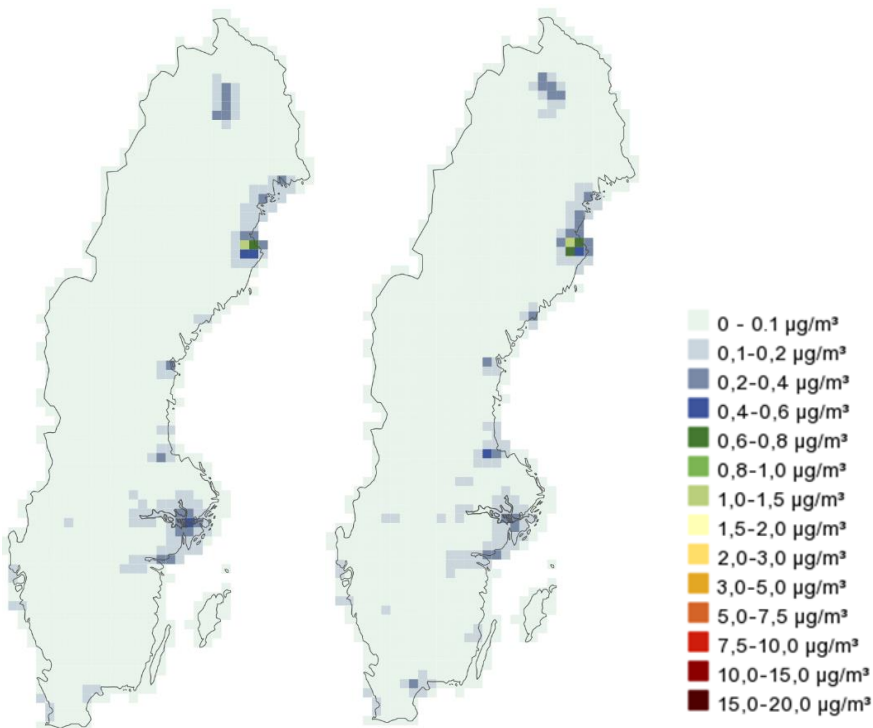 0 - 0.1 µg/m³
0,1-0,2 µg/m³
0,2-0,4 µg/m³
0,4-0,6 µg/m³
0,6-0,8 µg/m³
0,8-1,0 µg/m³
1,0-1,5 µg/m³
1,5-2,0 µg/m³
2,0-3,0 µg/m³
3,0-5,0 µg/m³
5,0-7,5 µg/m³
7,5-10,0 µg/m³
10,0-15,0 µg/m³
15,0-20,0 µg/m³